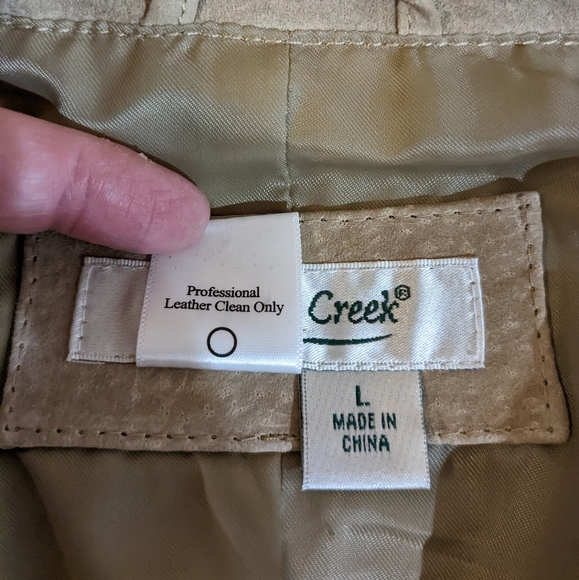 Professional
Leather Clean Only
Creek®
L
MADE IN
CHINA